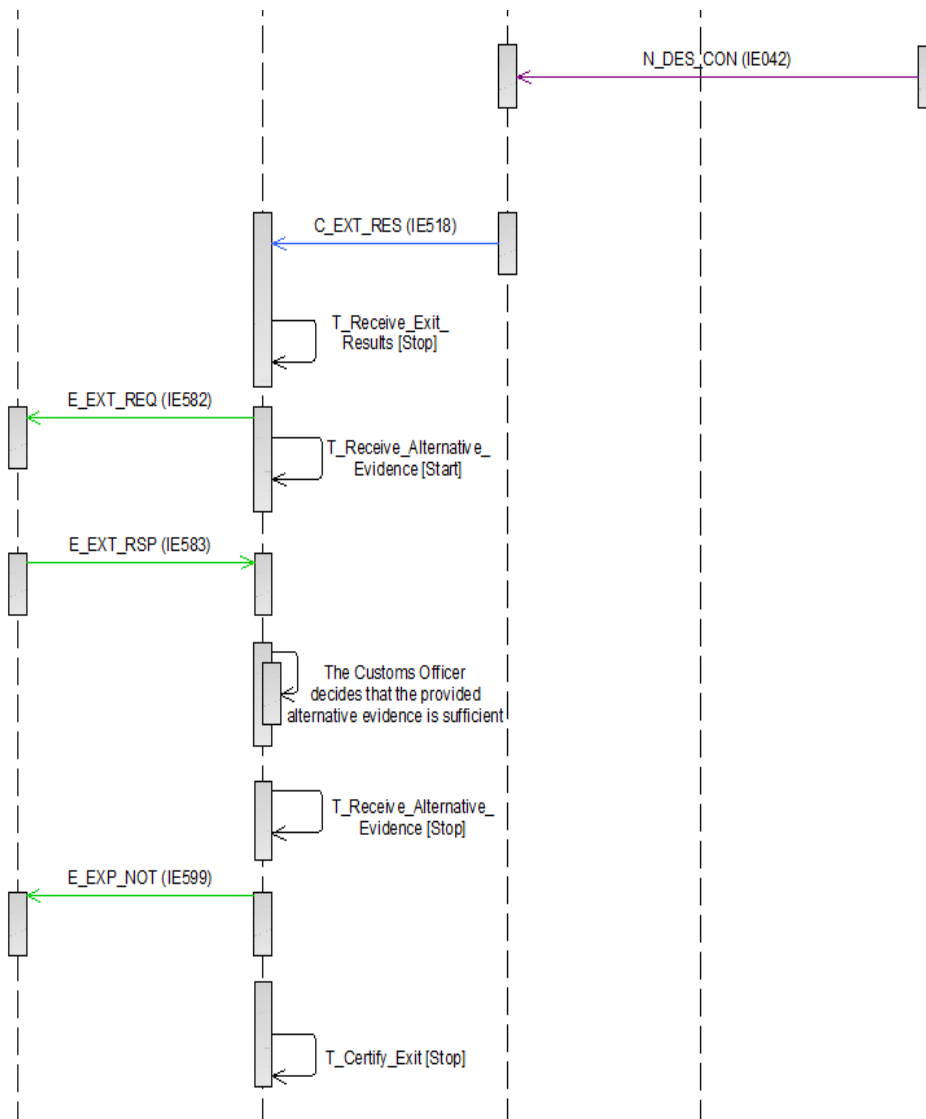 N_DES_CON (IE042)
C_EXT_RES (IE518)
T_Receive_Exit_
Results [Stop]
E_EXT_REQ (IE582)
T_Receive_Alternative_
Evidence [Start]
E_EXT_RSP (IE583)
The Customs Officer
decides that the provided
alternative evidence is sufficient
T_Receive_Alternative_
Evidence [Stop]
E_EXP_NOT (IE599)
T_Certify_Exit [Stop]